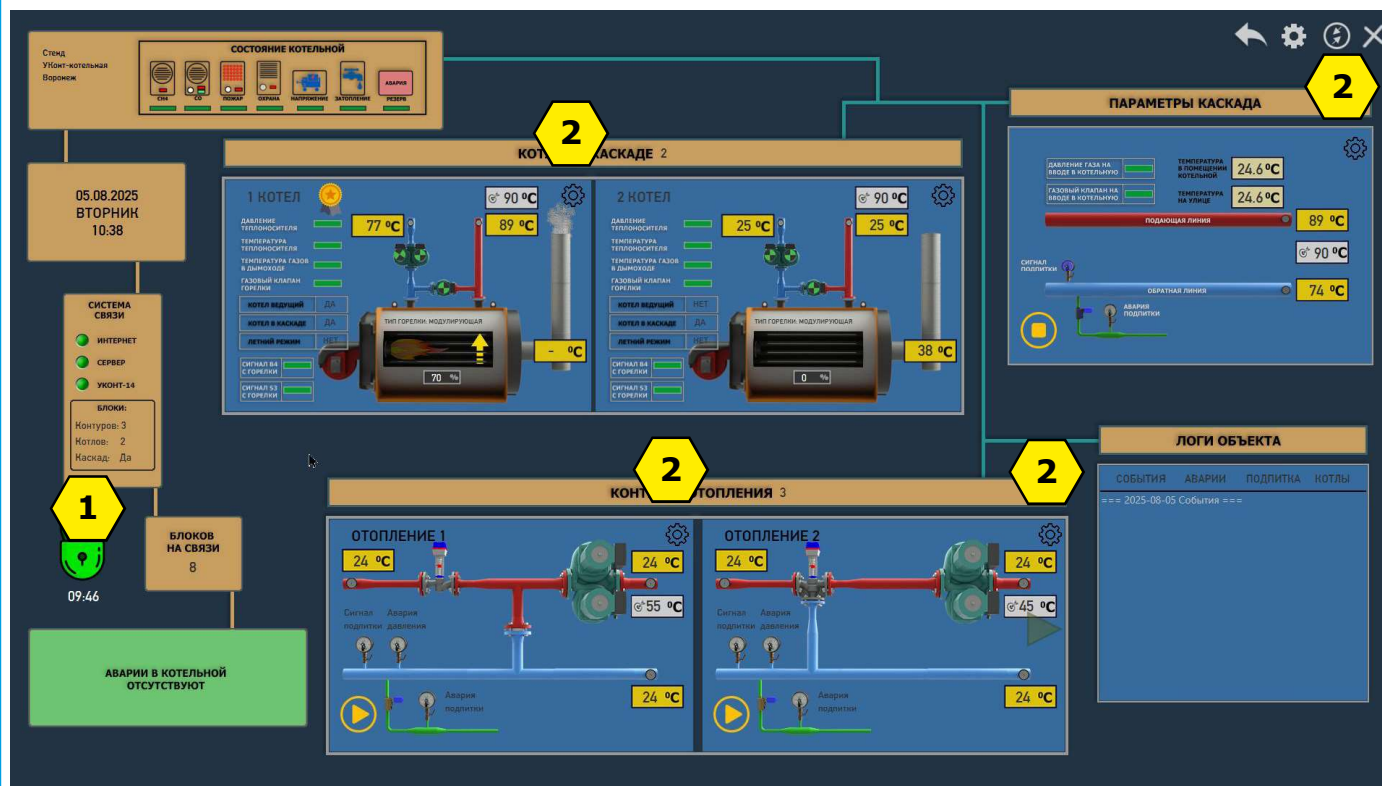 Стенд
УКонт-котельная
Воронеж
СОСТОЯНИЕ КОТЕЛЬНОЙ
CH4
CO
ПОЖАР
ОХРАНА
НАПРЯЖЕНИЕ
ЗАТОПЛЕНИЕ
АВАРИЯ
РЕЗЕРВ
05.08.2025
ВТОРНИК
10:38
СИСТЕМА
СВЯЗИ
ИНТЕРНЕТ
СЕРВЕР
УКОНТ-14
БЛОКИ:
Контуров: 3
Котлов: 2
Каскад: Да
1
09:46
БЛОКОВ
НА СВЯЗИ
8
АВАРИИ В КОТЕЛЬНОЙ
ОТСУТСТВУЮТ
2
КОТ КАСКАДЕ 2
1 КОТЕЛ
90 ºC
77 ºC
89 ºC
ДАВЛЕНИЕ
ТЕПЛОНОСИТЕЛЯ
ТЕМПЕРАТУРА
ТЕПЛОНОСИТЕЛЯ
ТЕМПЕРАТУРА ГАЗОВ
В ДЫМОХОДЕ
ГАЗОВЫЙ КЛАПАН
ГОРЕЛКИ
КОТЕЛ ВЕДУЩИЙ ДА
КОТЕЛ В КАСКАДЕ ДА
ЛЕТНИЙ РЕЖИМ НЕТ
СИГНАЛ B4
С ГОРЕЛКИ
СИГНАЛ S3
С ГОРЕЛКИ
ТИП ГОРЕЛКИ: МОДУЛИРУЮЩАЯ
70 %
- ºC
2 КОТЕЛ
90 ºC
25 ºC
25 ºC
ДАВЛЕНИЕ
ТЕПЛОНОСИТЕЛЯ
ТЕМПЕРАТУРА
ТЕПЛОНОСИТЕЛЯ
ТЕМПЕРАТУРА ГАЗОВ
В ДЫМОХОДЕ
ГАЗОВЫЙ КЛАПАН
ГОРЕЛКИ
КОТЕЛ ВЕДУЩИЙ НЕТ
КОТЕЛ В КАСКАДЕ ДА
ЛЕТНИЙ РЕЖИМ НЕТ
СИГНАЛ B4
С ГОРЕЛКИ
СИГНАЛ S3
С ГОРЕЛКИ
ТИП ГОРЕЛКИ: МОДУЛИРУЮЩАЯ
0 %
38 ºC
2
ПАРАМЕТРЫ КАСКАДА
ДАВЛЕНИЕ ГАЗА НА
ВВОДЕ В КОТЕЛЬНУЮ
ТЕМПЕРАТУРА
В ПОМЕЩЕНИИ
КОТЕЛЬНОЙ
24.6 ºC
ГАЗОВЫЙ КЛАПАН НА
ВВОДЕ В КОТЕЛЬНУЮ
ТЕМПЕРАТУРА
НА УЛИЦЕ
24.6 ºC
ПОДАЮЩАЯ ЛИНИЯ
89 ºC
90 ºC
СИГНАЛ
ПОДПИТКИ
ОБРАТНАЯ ЛИНИЯ
74 ºC
АВАРИЯ
ПОДПИТКИ
2
2
КОНТ ОТОПЛЕНИЯ 3
ОТОПЛЕНИЕ 1
24 ºC
24 ºC
55 ºC
Сигнал
подпитки
Авария
давления
Авария
подпитки
24 ºC
ОТОПЛЕНИЕ 2
24 ºC
24 ºC
45 ºC
Сигнал
подпитки
Авария
давления
Авария
подпитки
24 ºC
ЛОГИ ОБЪЕКТА
СОБЫТИЯ АВАРИИ ПОДПИТКА КОТЛЫ
=== 2025-08-05 События ===